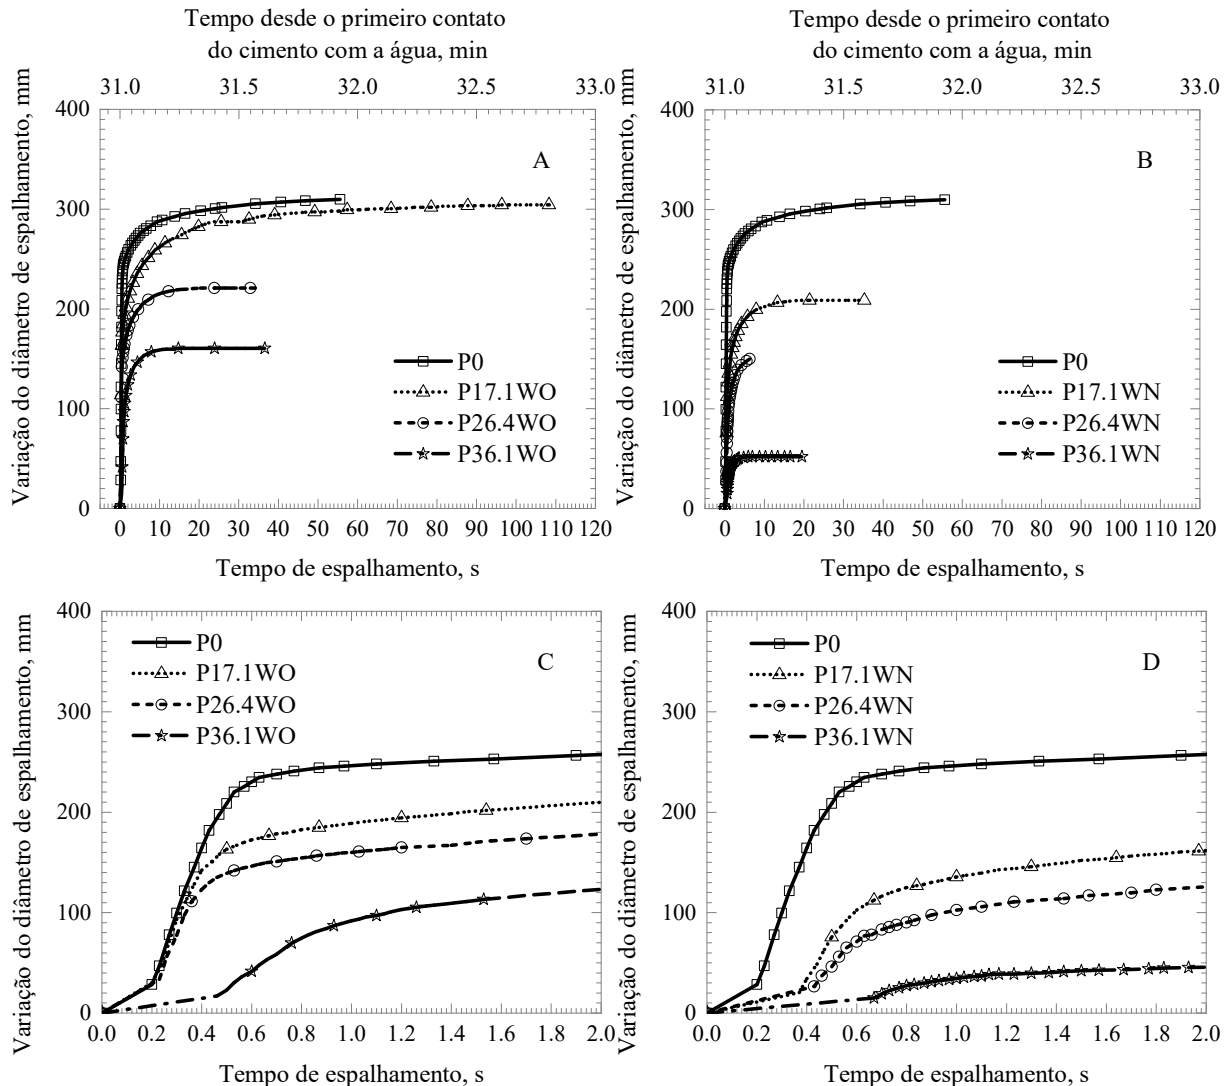 Tempo desde o primeiro contato
do cimento com a água, min
31.0 31.5 32.0 32.5 33.0
Variação do diâmetro de espalhamento, mm
400
300
200
100
0
A
P0
P17.1WO
P26.4WO
P36.1WO
0 10 20 30 40 50 60 70 80 90 100 110 120
Tempo de espalhamento, s
Tempo desde o primeiro contato
do cimento com a água, min
31.0 31.5 32.0 32.5 33.0
Variação do diâmetro de espalhamento, mm
400
300
200
100
0
B
P0
P17.1WN
P26.4WN
P36.1WN
0 10 20 30 40 50 60 70 80 90 100 110 120
Tempo de espalhamento, s
Variação do diâmetro de espalhamento, mm
400
300
200
100
0
P0
P17.1WO
P26.4WO
P36.1WO
C
0.0 0.2 0.4 0.6 0.8 1.0 1.2 1.4 1.6 1.8 2.0
Tempo de espalhamento, s
Variação do diâmetro de espalhamento, mm
400
300
200
100
0
P0
P17.1WN
P26.4WN
P36.1WN
D
0.0 0.2 0.4 0.6 0.8 1.0 1.2 1.4 1.6 1.8 2.0
Tempo de espalhamento, s